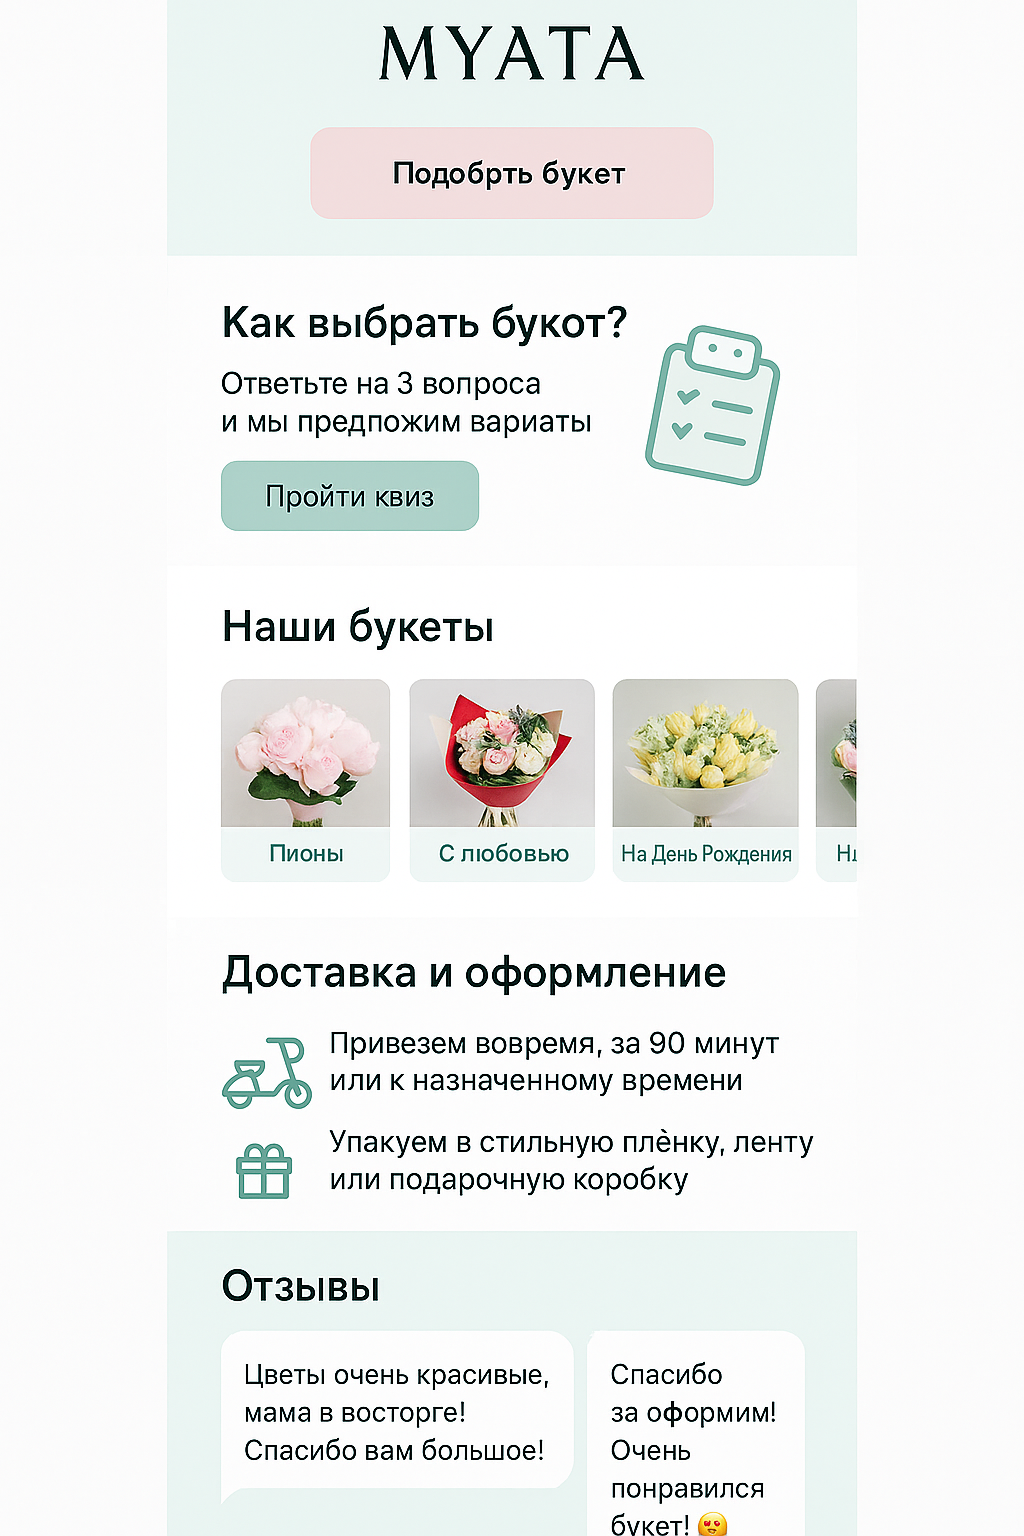 MYATA
Подобрть букет
Как выбрать букот?
Ответьте на 3 вопроса
и мы предпожим вариаты
Пройти квиз
Наши букеты
Пионы
С любовью
На День Рождения
Доставка и оформление
Привезем вовремя, за 90 минут
или к назначенному времени
Упакуем в стильную плѐнку, ленту
или подарочную коробку
Отзывы
Цветы очень красивые,
мама в восторге!
Спасибо вам большое!
Спасибо
за оформим!
Очень
понравился
букет! 😍